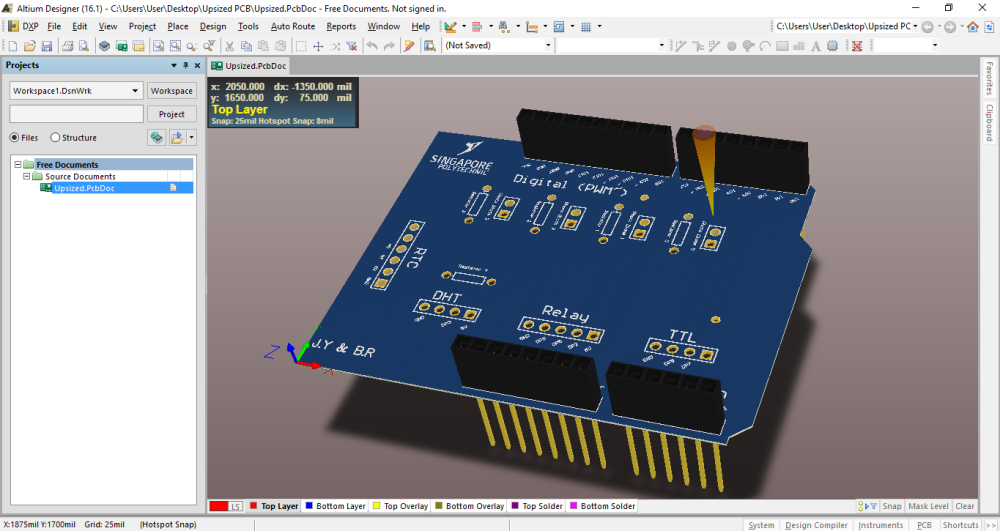 Altium Designer (16.1) - C:\Users\User\Desktop\Upsized PCB\Upsized.PcbDoc - Free Documents. Not signed in.
DXP File Edit View Project Place Design Tools Auto Route Reports Window Help C:\Users\User\Desktop\Upsized PC
(Not Saved)
Projects
Upsized.PcbDoc
Workspace1.DsnWrk Workspace
Project
Files Structure
Free Documents
Source Documents
Upsized.PcbDoc
x: 2050.000 dx: -1350.000 mil
y: 1650.000 dy: 75.000 mil
Top Layer
Snap: 25mil Hotspot Snap: 8mil
SINGAPORE
POLYTECHNIC
Digital (PWM~)
RTC
DHT
Relay
TTL
J.Y & B.R
Favorites
Clipboard
LS Top Layer Bottom Layer Top Overlay Bottom Overlay Top Solder Bottom Solder Snap Mask Level Clear
X:1875mil Y:1700mil Grid: 25mil (Hotspot Snap) System Design Compiler Instruments PCB Shortcuts >>